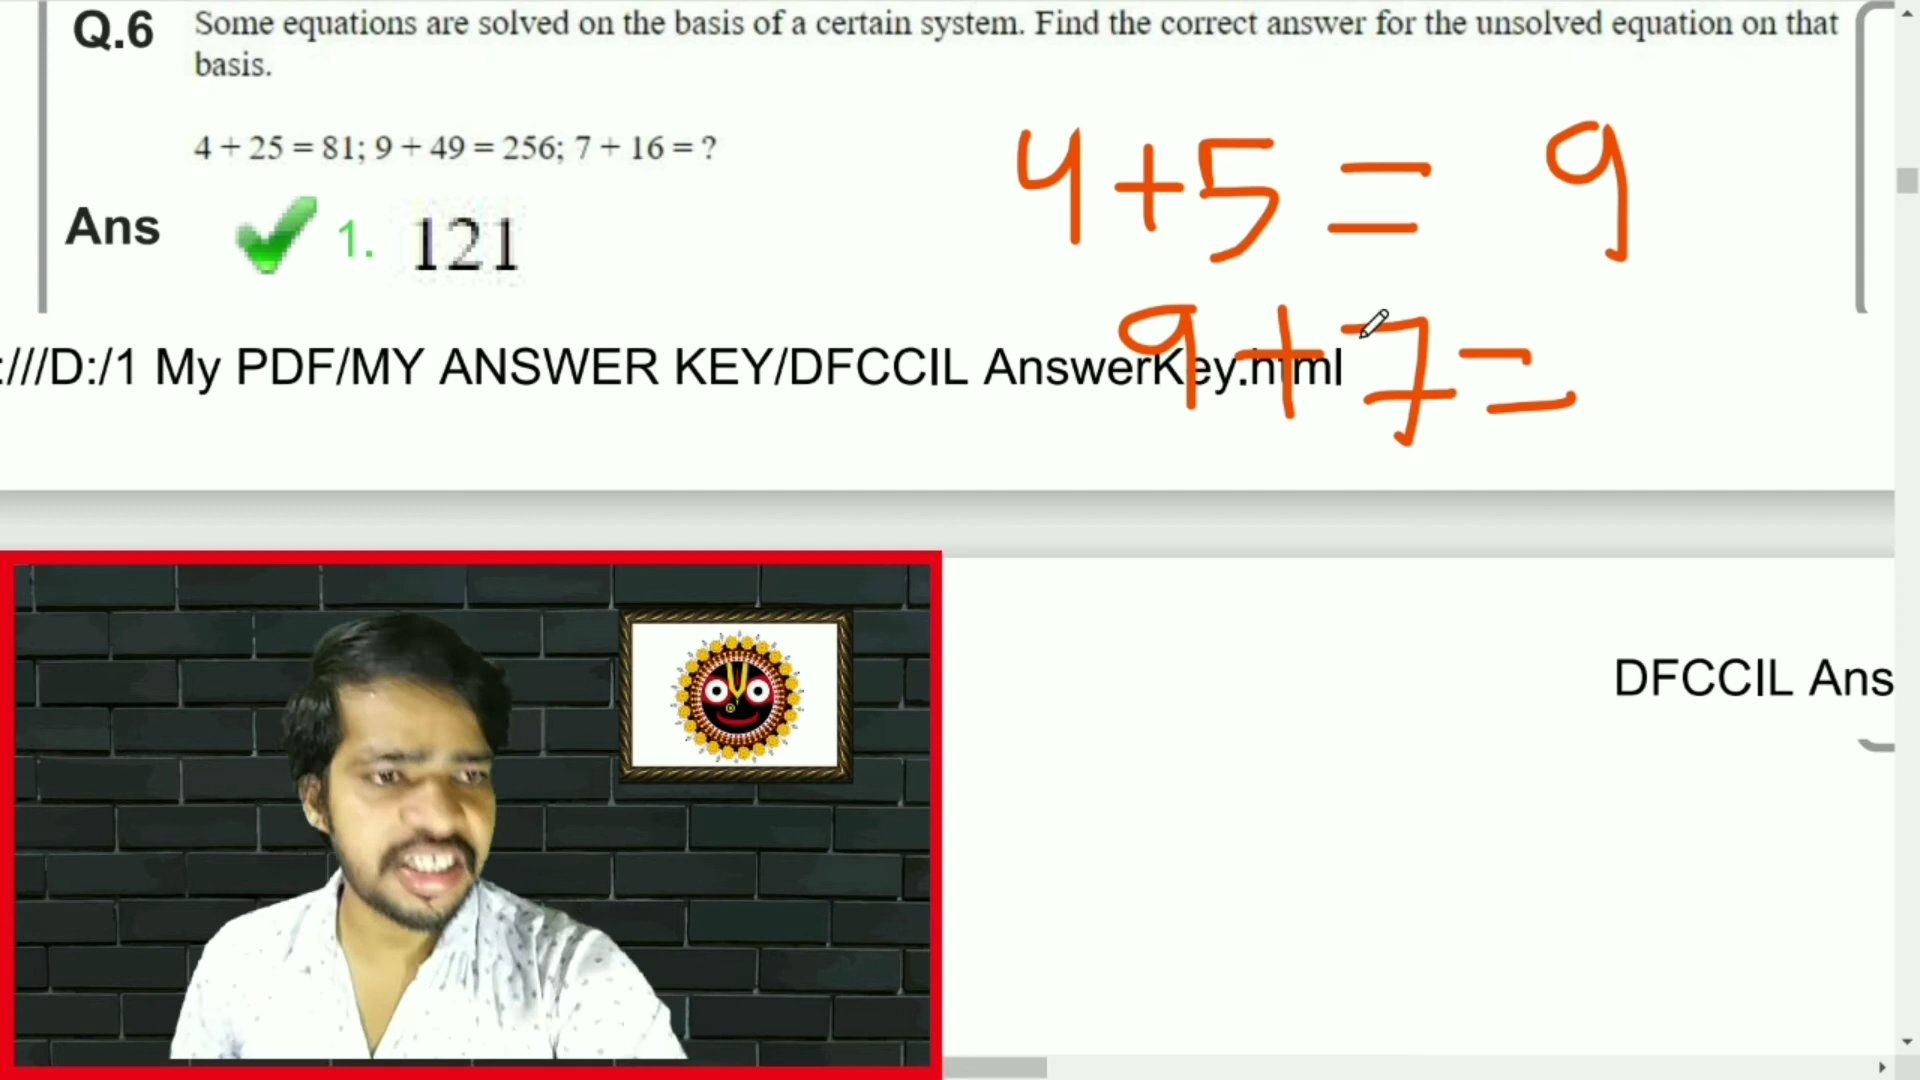 Q.6 Some equations are solved on the basis of a certain system. Find the correct answer for the unsolved equation on that
basis.
4 + 25 = 81; 9 + 49 = 256; 7 + 16 = ?
4+5 = 9
Ans 1. 121
9+7=
:///D:/1 My PDF/MY ANSWER KEY/DFCCIL AnswerKey.html
DFCCIL Ans